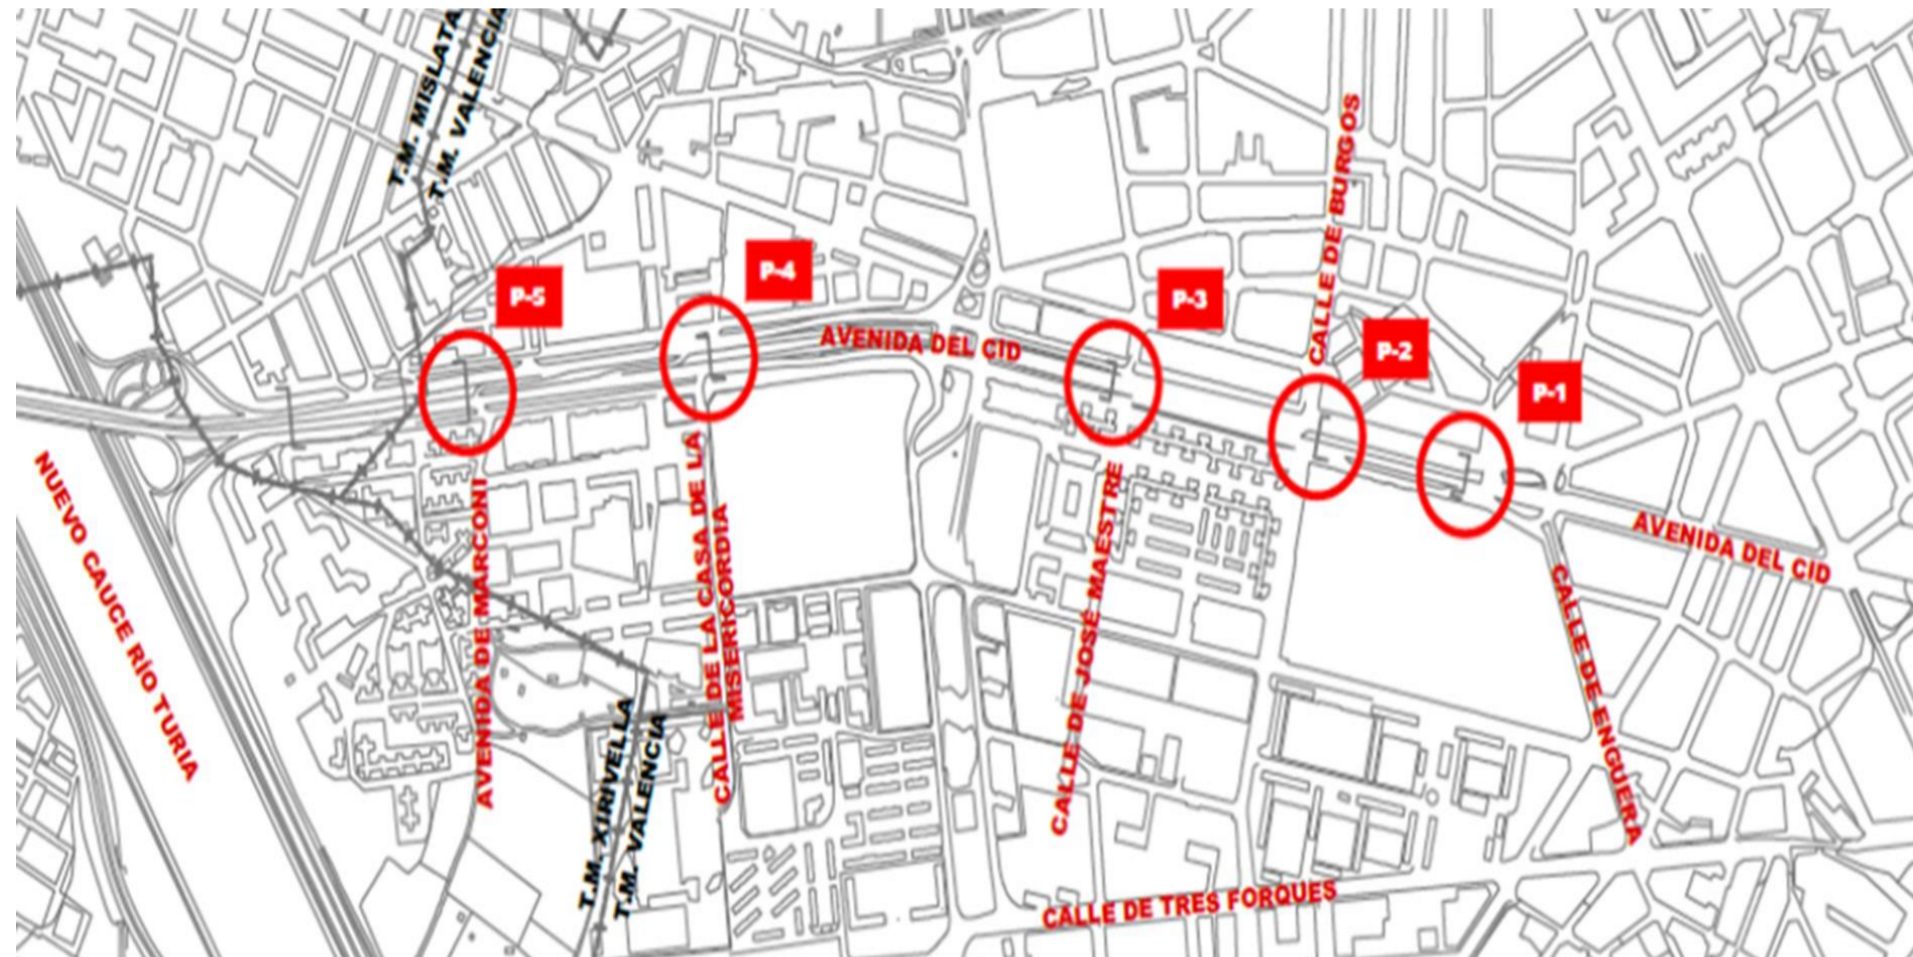 T.M. MISLATA
T.M. VALENCIA
CALLE DE BURGOS
P-4
P-5
P-3
AVENIDA DEL CID
P-2
P-1
NUEVO CAUCE RÍO TURIA
AVENIDA DE MARCONI
CALLE DE LA CASA DE LA
MISERICORDIA
CALLE DE JOSÉ MAESTRE
AVENIDA DEL CID
CALLE DE ENGUERA
T.M. XIRIVELLA
T.M. VALENCIA
CALLE DE TRES FORQUES